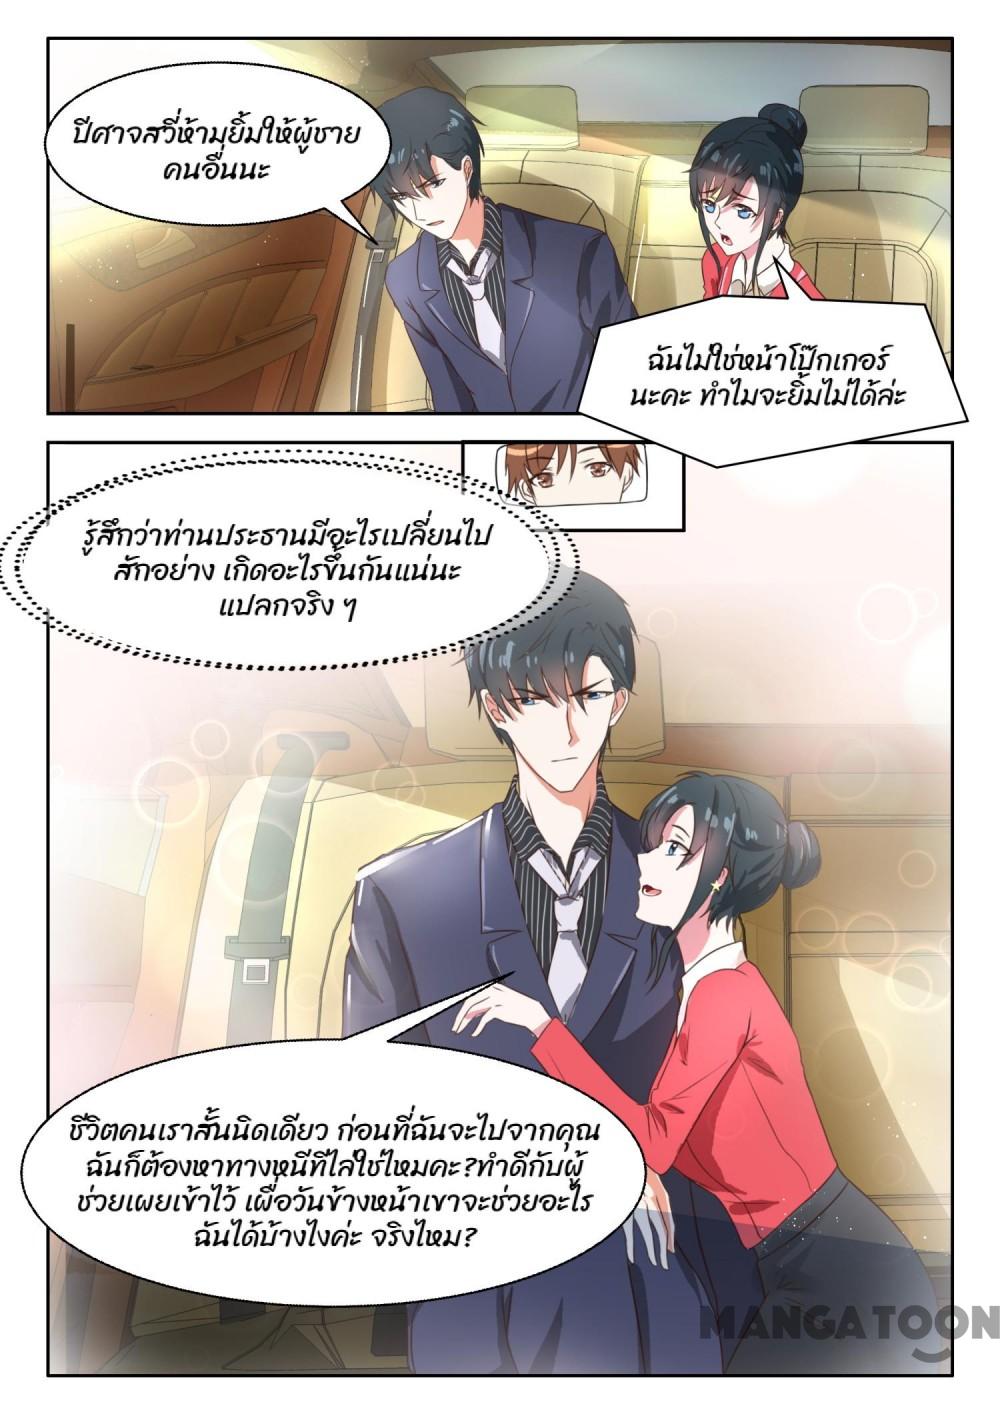 ปีศาจสวี่ห้ามยิ้มให้ผู้ชาย
คนอื่นนะ
ฉันไม่ใช่หน้าโป๊กเกอร์
นะคะ ทำไมจะยิ้มไม่ได้ล่ะ
รู้สึกว่าท่านประธานมีอะไรเปลี่ยนไป
สักอย่าง เกิดอะไรขึ้นกันแน่นะ
แปลกจริง ๆ
ชีวิตคนเราสั้นนิดเดียว ก่อนที่ฉันจะไปจากคุณ
ฉันก็ต้องหาทางหนีทีไล่ใช่ไหมคะ?ทำดีกับผู้
ช่วยเผยเข้าไว้ เผื่อวันข้างหน้าเขาจะช่วยอะไร
ฉันได้บ้างไงค่ะ จริงไหม?
MANGATOON